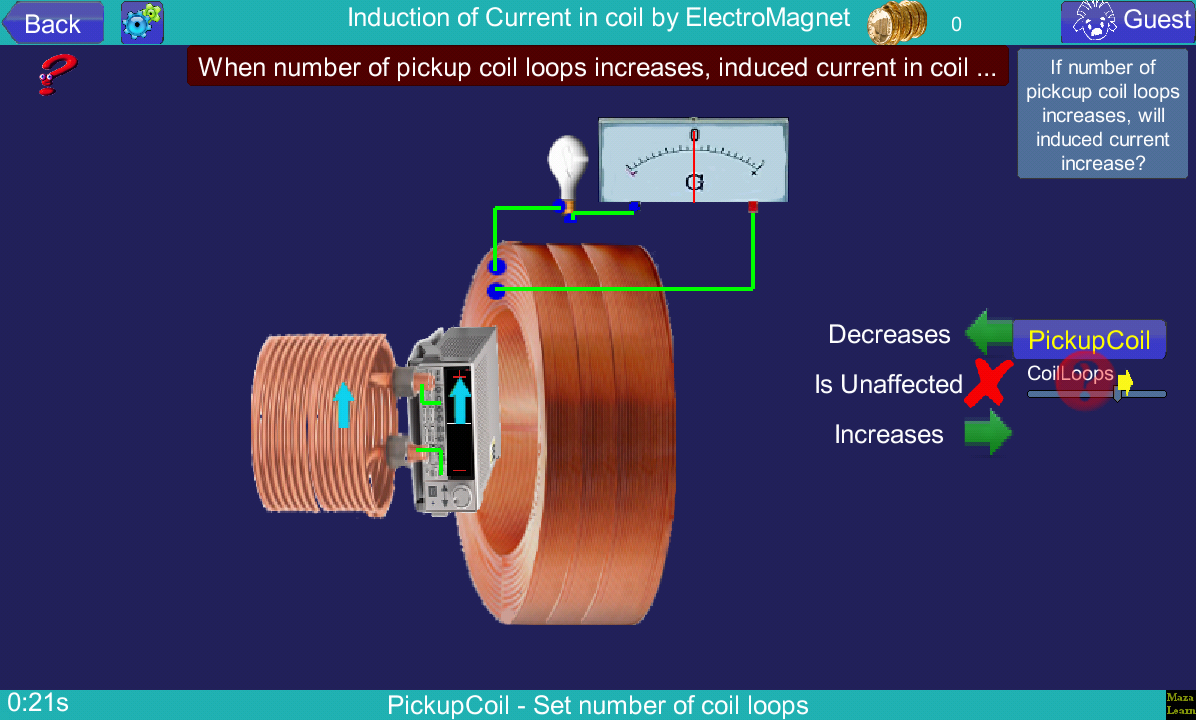 Back
Induction of Current in coil by ElectroMagnet
0
Guest
When number of pickup coil loops increases, induced current in coil ...
If number of
pickcup coil loops
increases, will
induced current
increase?
0
G
Decreases
PickupCoil
CoilLoops
Is Unaffected
Increases
0:21s
PickupCoil - Set number of coil loops
Maza
Learn